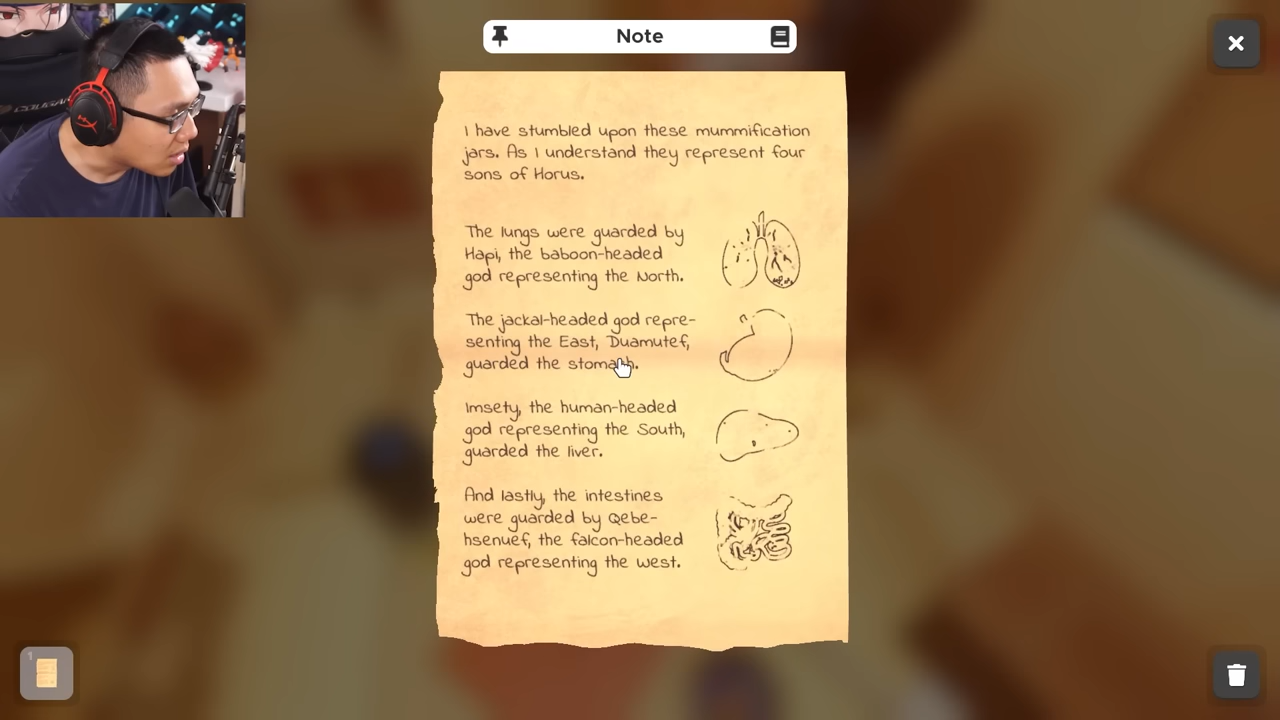 Note
I have stumbled upon these mummification
jars. As I understand they represent four
sons of Horus.
The lungs were guarded by
Hapi, the baboon-headed
god representing the North.
The jackal-headed god repre-
senting the East, Duamutef,
guarded the stomach.
Imsety, the human-headed
god representing the South,
guarded the liver.
And lastly, the intestines
were guarded by Qebe-
hsenuef, the falcon-headed
god representing the west.
1